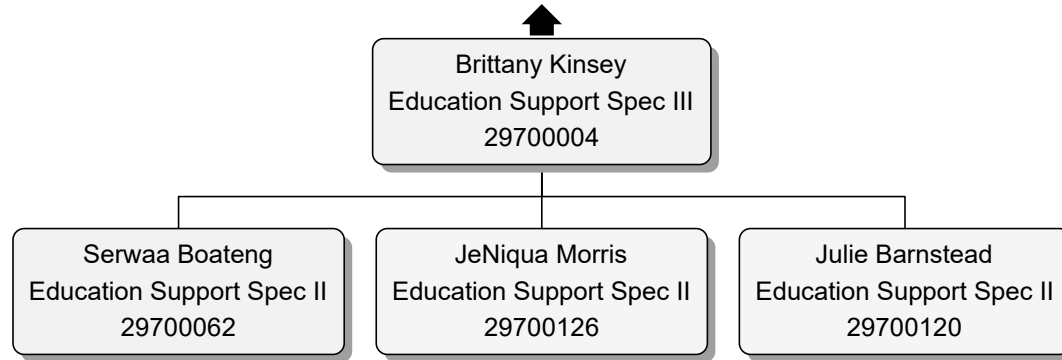 Brittany Kinsey
Education Support Spec III
29700004
Serwaa Boateng
Education Support Spec II
29700062
JeNiqua Morris
Education Support Spec II
29700126
Julie Barnstead
Education Support Spec II
29700120